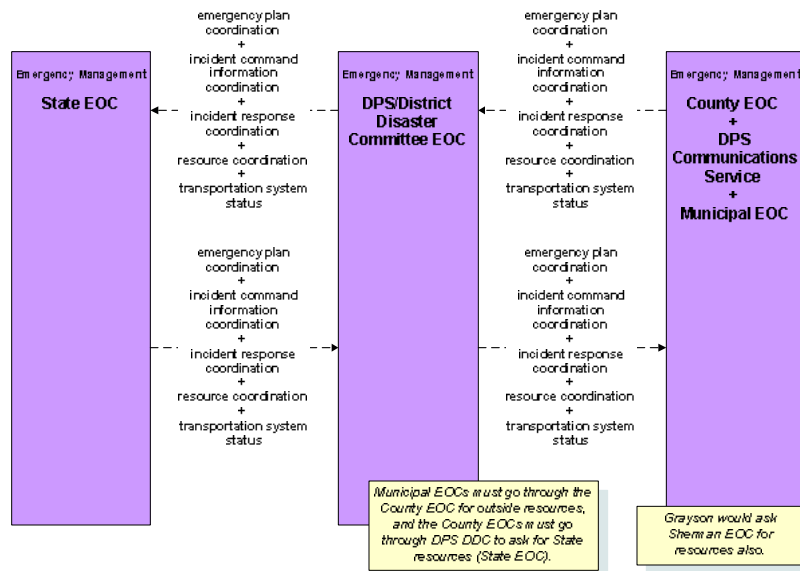 Emergency Management
State EOC
emergency plan
coordination
+
incident command
information
coordination
+
incident response
coordination
+
resource coordination
+
transportation system
status
emergency plan
coordination
+
incident command
information
coordination
+
incident response
coordination
+
resource coordination
+
transportation system
status
Emergency Management
DPS/District
Disaster
Committee EOC
emergency plan
coordination
+
incident command
information
coordination
+
incident response
coordination
+
resource coordination
+
transportation system
status
emergency plan
coordination
+
incident command
information
coordination
+
incident response
coordination
+
resource coordination
+
transportation system
status
Emergency Management
County EOC
+
DPS
Communications
Service
+
Municipal EOC
Municipal EOCs must go through the
County EOC for outside resources,
and the County EOCs must go
through DPS DDC to ask for State
resources (State EOC).
Grayson would ask
Sherman EOC for
resources also.